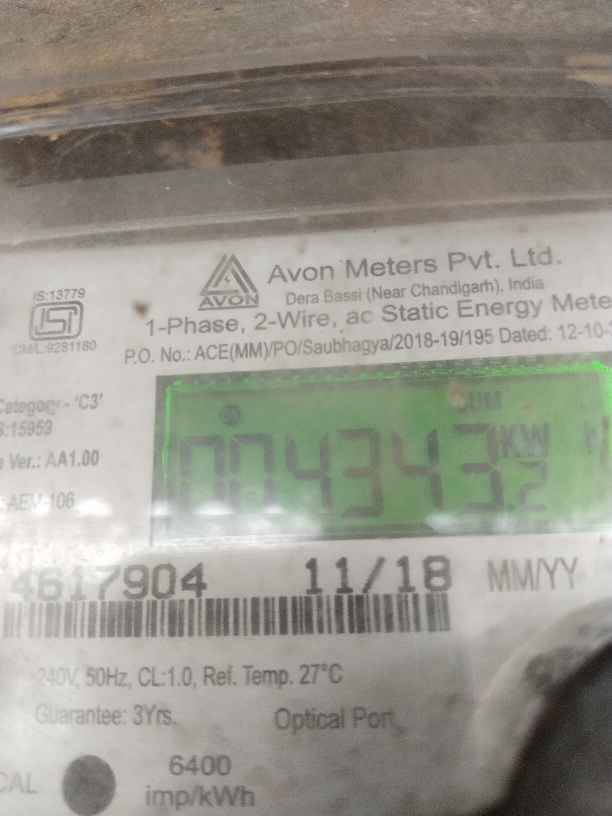 Avon Meters Pvt. Ltd.
AVON
Dera Bassi (Near Chandigarh), India
IS:13779
1-Phase, 2-Wire, ac Static Energy Mete
CM/L:9281180
P.O. No.: ACE(MM)/PO/Saubhagya/2018-19/195 Dated: 12-10-
Category - 'C3'
:15959
SUM
KW h
004343.2
e Ver.: AA1.00
AEM-106
4617904 11/18 MM/YY
240V, 50Hz, CL:1.0, Ref. Temp. 27°C
Guarantee: 3Yrs. Optical Port
CAL
6400
imp/kWh